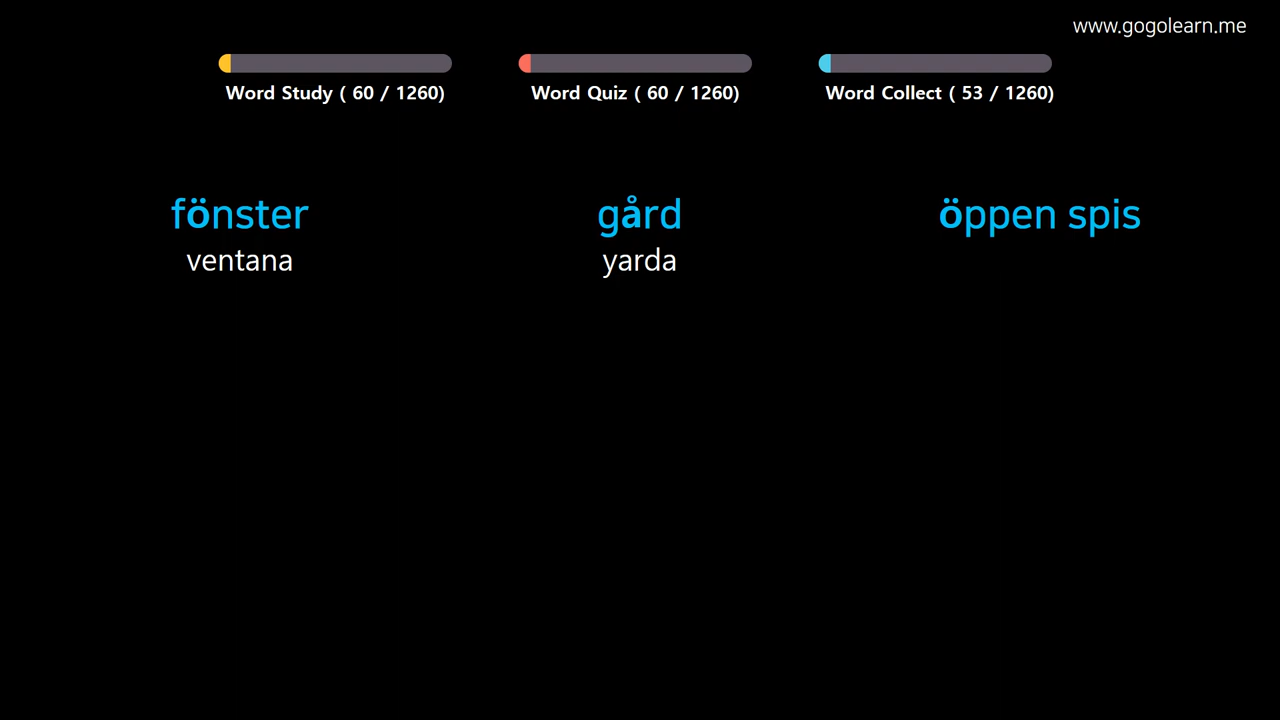 www.gogolearn.me
Word Study ( 60 / 1260)
Word Quiz ( 60 / 1260)
Word Collect ( 53 / 1260)
fönster
ventana
gård
yarda
öppen spis